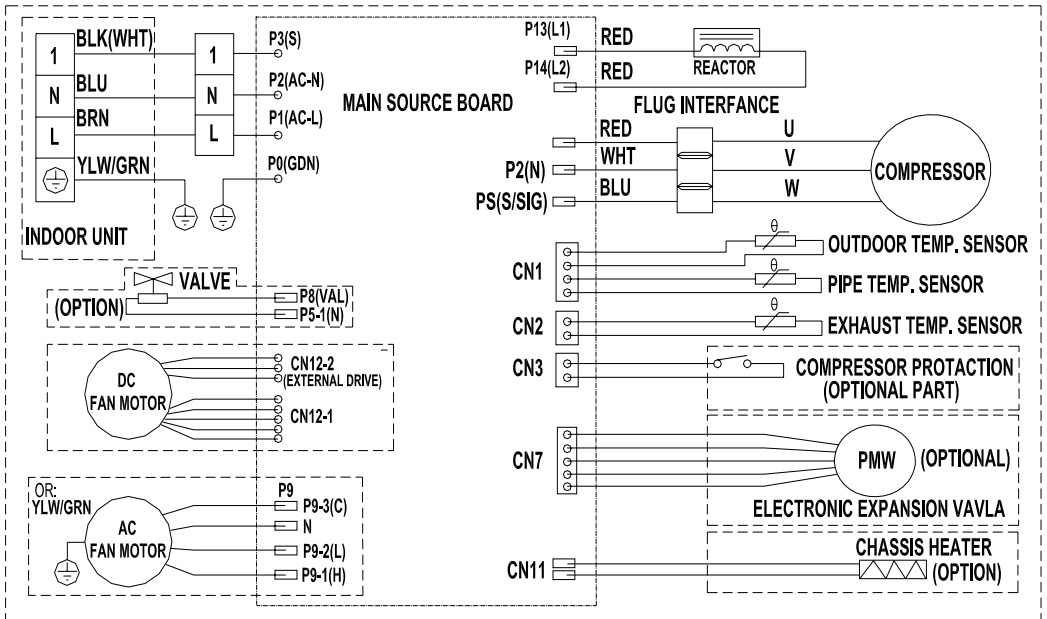 BLK(WHT)
1
BLU
N
BRN
L
YLW/GRN
INDOOR UNIT
1
N
L
P3(S)
P2(AC-N)
P1(AC-L)
P0(GDN)
MAIN SOURCE BOARD
P13(L1)
RED
P14(L2)
RED
REACTOR
FLUG INTERFANCE
RED
U
P2(N)
WHT
V
PS(S/SIG)
BLU
W
COMPRESSOR
CN1
θ
OUTDOOR TEMP. SENSOR
θ
PIPE TEMP. SENSOR
CN2
θ
EXHAUST TEMP. SENSOR
CN3
COMPRESSOR PROTACTION
(OPTIONAL PART)
VALVE
(OPTION)
P8(VAL)
P5-1(N)
DC
FAN MOTOR
CN12-2
(EXTERNAL DRIVE)
CN12-1
CN7
PMW
(OPTIONAL)
ELECTRONIC EXPANSION VAVLA
OR:
YLW/GRN
AC
FAN MOTOR
P9
P9-3(C)
N
P9-2(L)
P9-1(H)
CN11
CHASSIS HEATER
(OPTION)